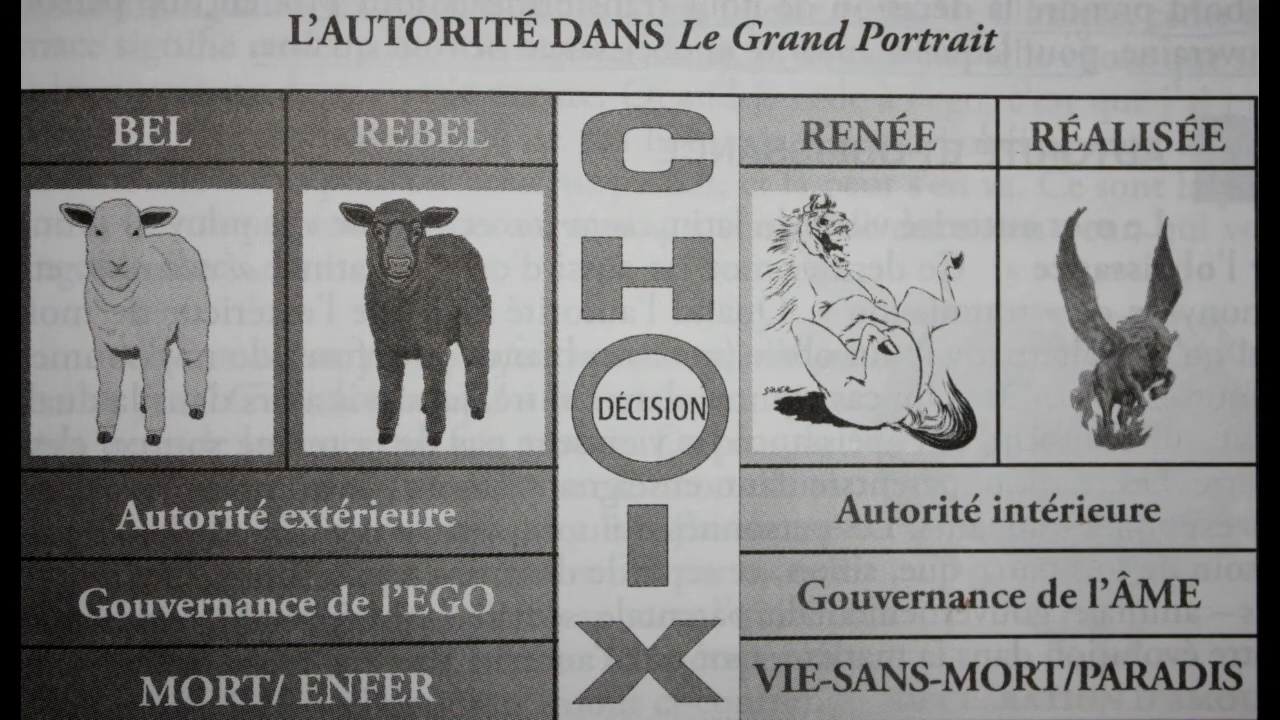 L'AUTORITÉ DANS Le Grand Portrait
BEL
REBEL
RENÉE
RÉALISÉE
CHOIX
DÉCISION
Autorité extérieure
Autorité intérieure
Gouvernance de l'EGO
Gouvernance de l'ÂME
MORT/ ENFER
VIE-SANS-MORT/PARADIS